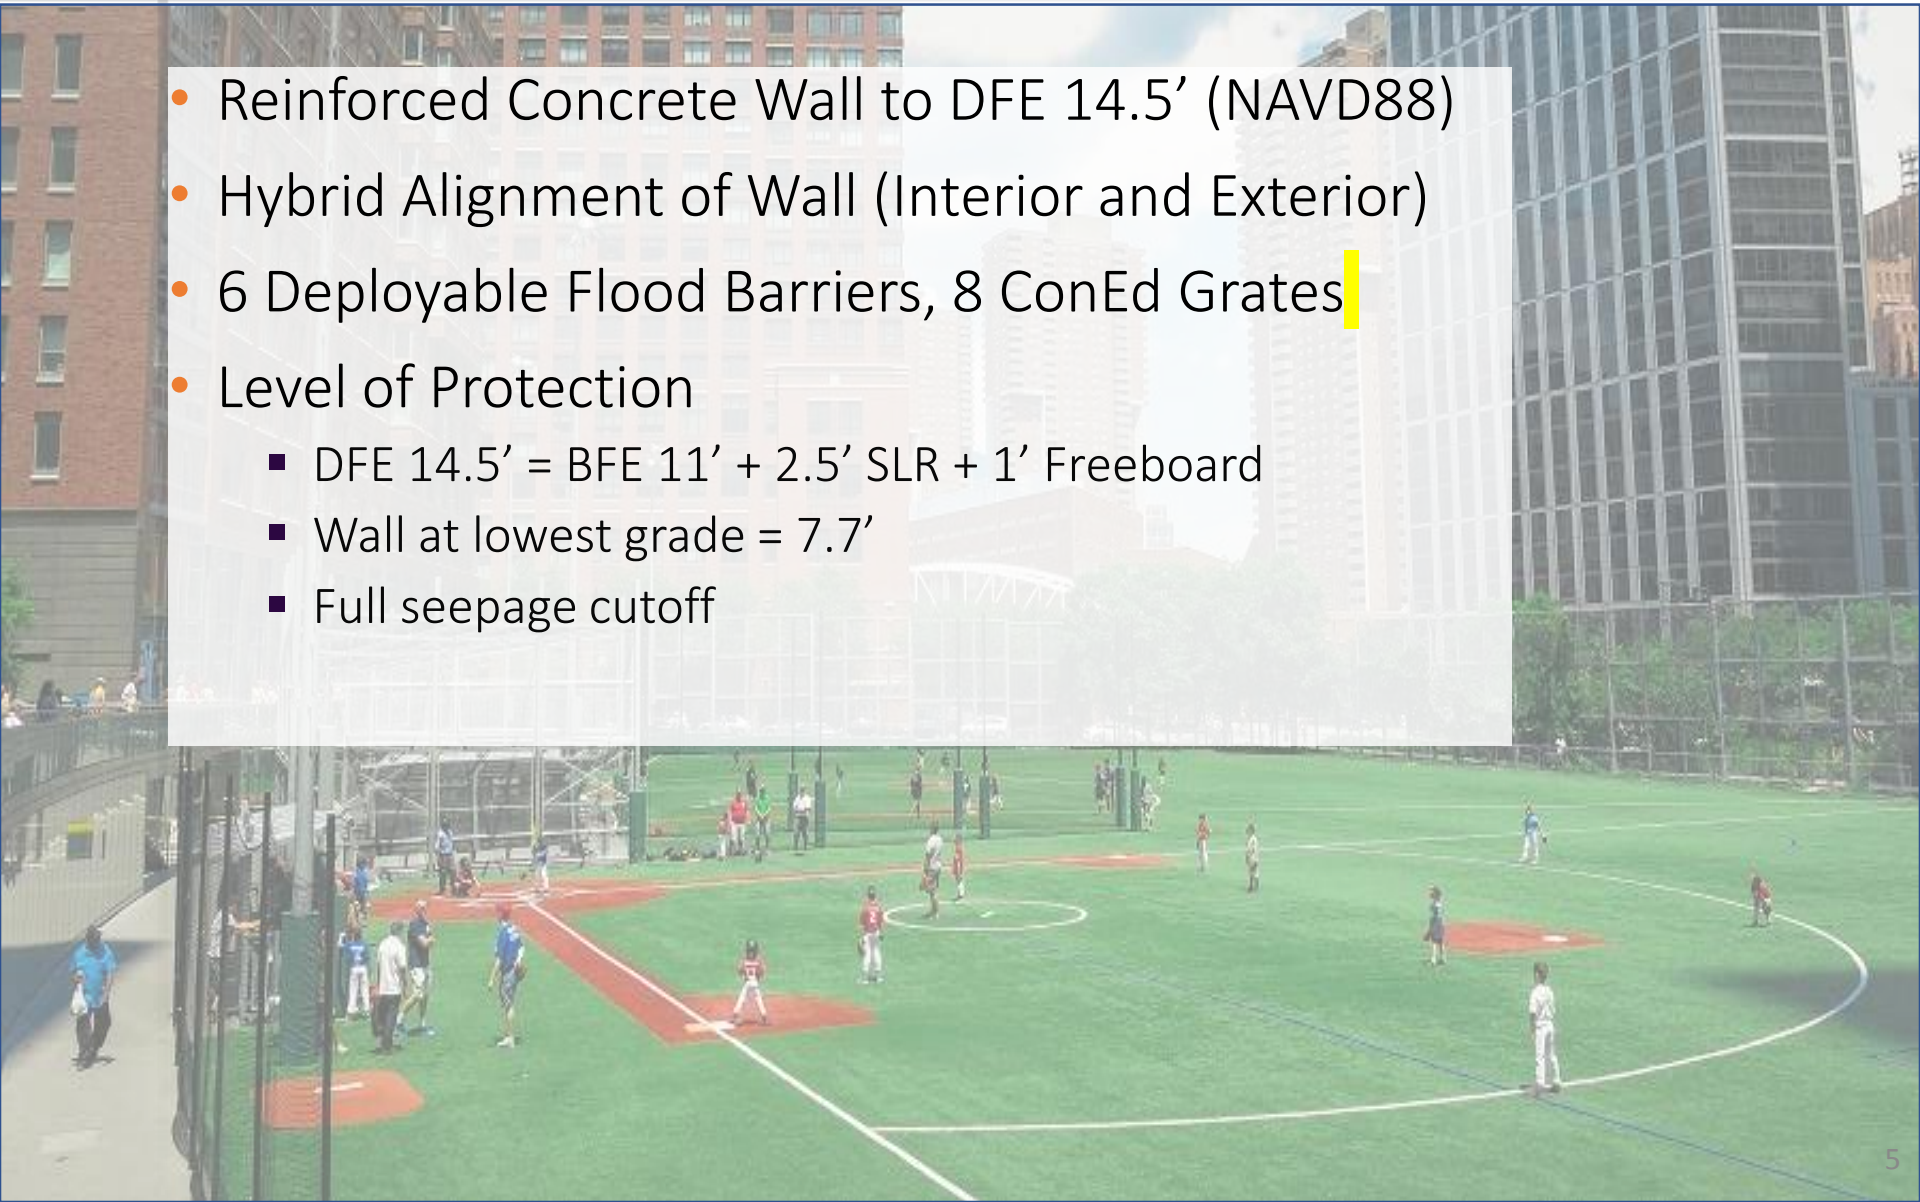 • Reinforced Concrete Wall to DFE 14.5’ (NAVD88)
• Hybrid Alignment of Wall (Interior and Exterior)
• 6 Deployable Flood Barriers, 8 ConEd Grates
• Level of Protection
▪ DFE 14.5’ = BFE 11’ + 2.5’ SLR + 1’ Freeboard
▪ Wall at lowest grade = 7.7’
▪ Full seepage cutoff
5